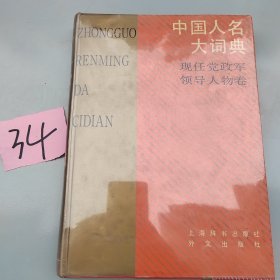 ZHONGGUO
RENMING
DA
CIDIAN
中国人名
大词典
现任党政军
领导人物卷
34
上海辞书出版社
外文出版社